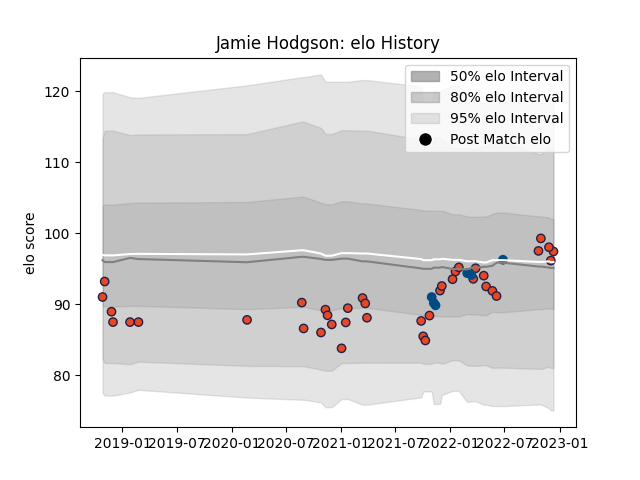 Jamie Hodgson: elo History
50% elo Interval
80% elo Interval
95% elo Interval
Post Match elo
elo score
120
110
100
90
80
2019-01
2019-07
2020-01
2020-07
2021-01
2021-07
2022-01
2022-07
2023-01